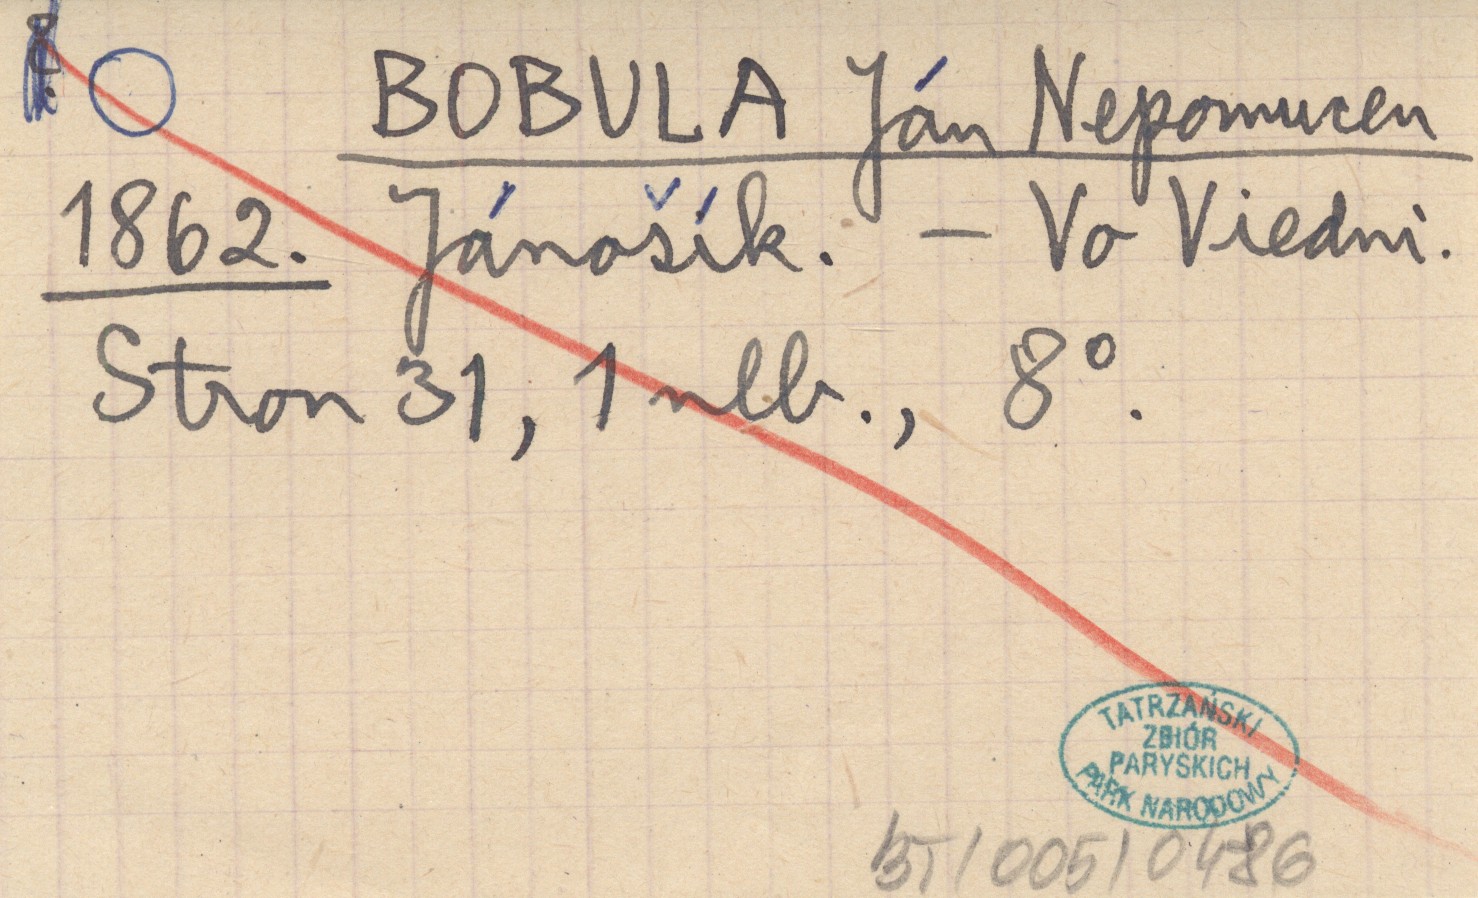 BOBULA Ján Nepomucen
1862. Jánošík. — Vo Viedni.
Stron 31, 1 nlb., 8°.
TATRZAŃSKI
ZBIÓR
PARYSKICH
PARK NARODOWY
BT/005/0486